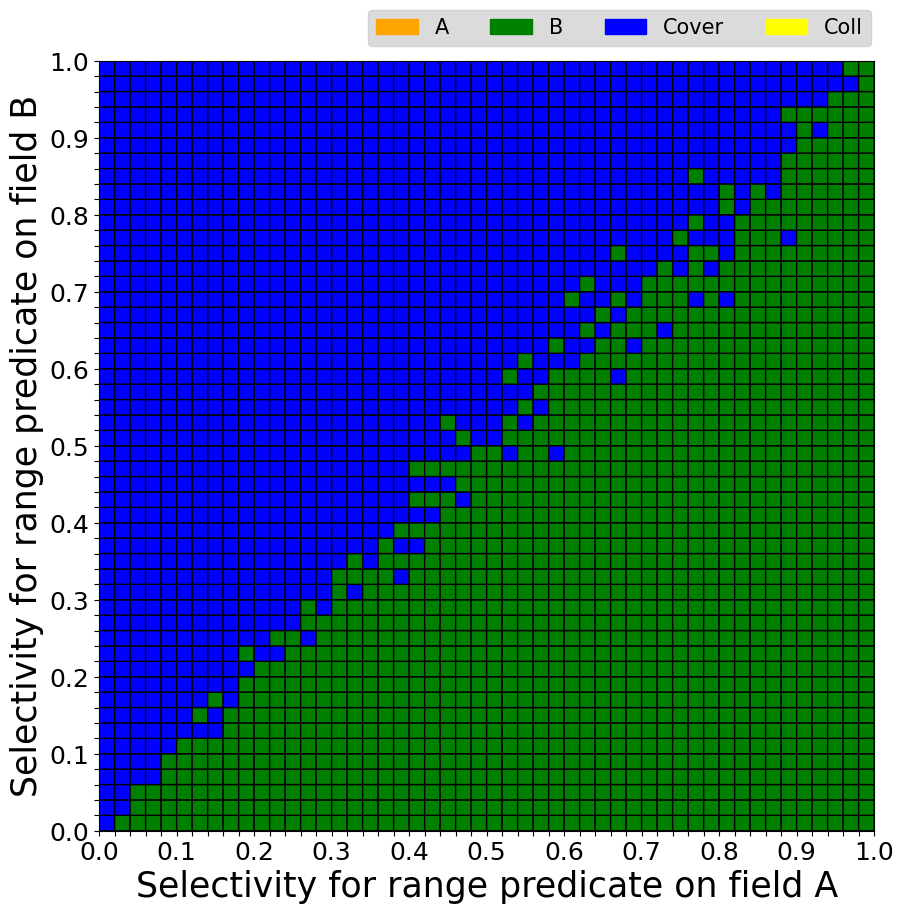 A B Cover Coll
Selectivity for range predicate on field B
1.0
0.9
0.8
0.7
0.6
0.5
0.4
0.3
0.2
0.1
0.0
0.0 0.1 0.2 0.3 0.4 0.5 0.6 0.7 0.8 0.9 1.0
Selectivity for range predicate on field A